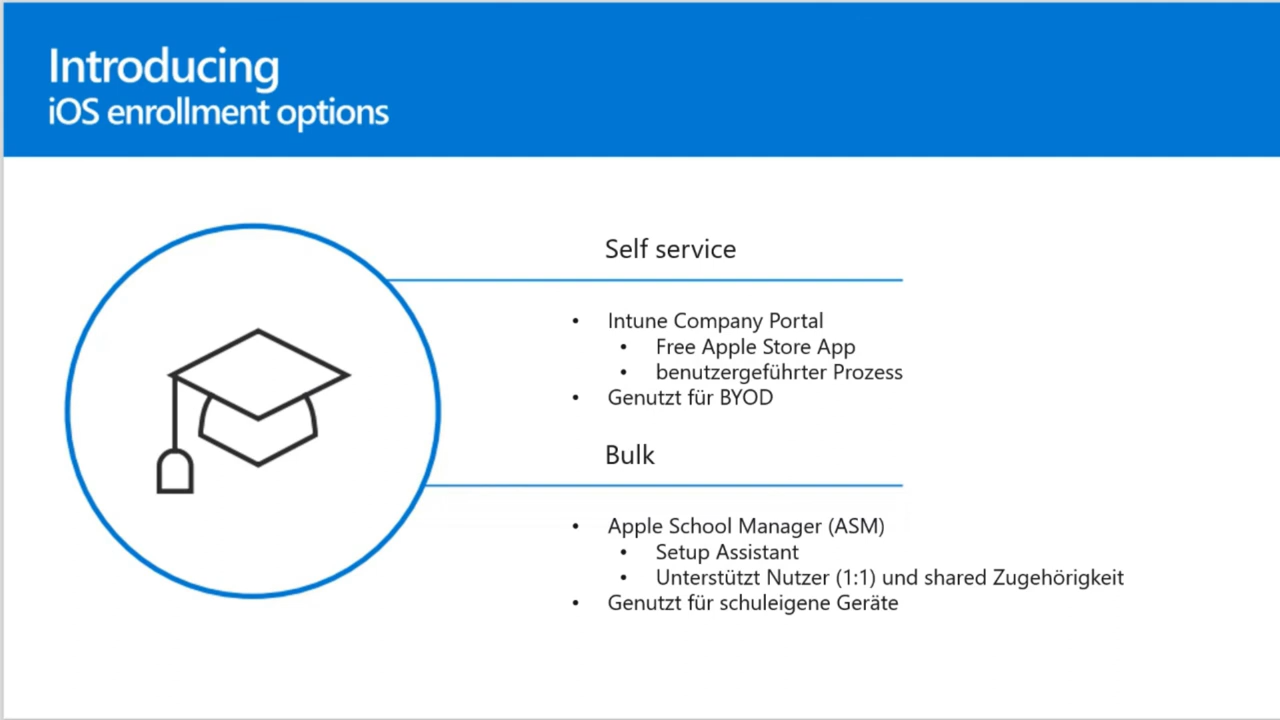 Introducing
iOS enrollment options
Self service
• Intune Company Portal
• Free Apple Store App
• benutzergeführter Prozess
• Genutzt für BYOD
Bulk
• Apple School Manager (ASM)
• Setup Assistant
• Unterstützt Nutzer (1:1) und shared Zugehörigkeit
• Genutzt für schuleigene Geräte